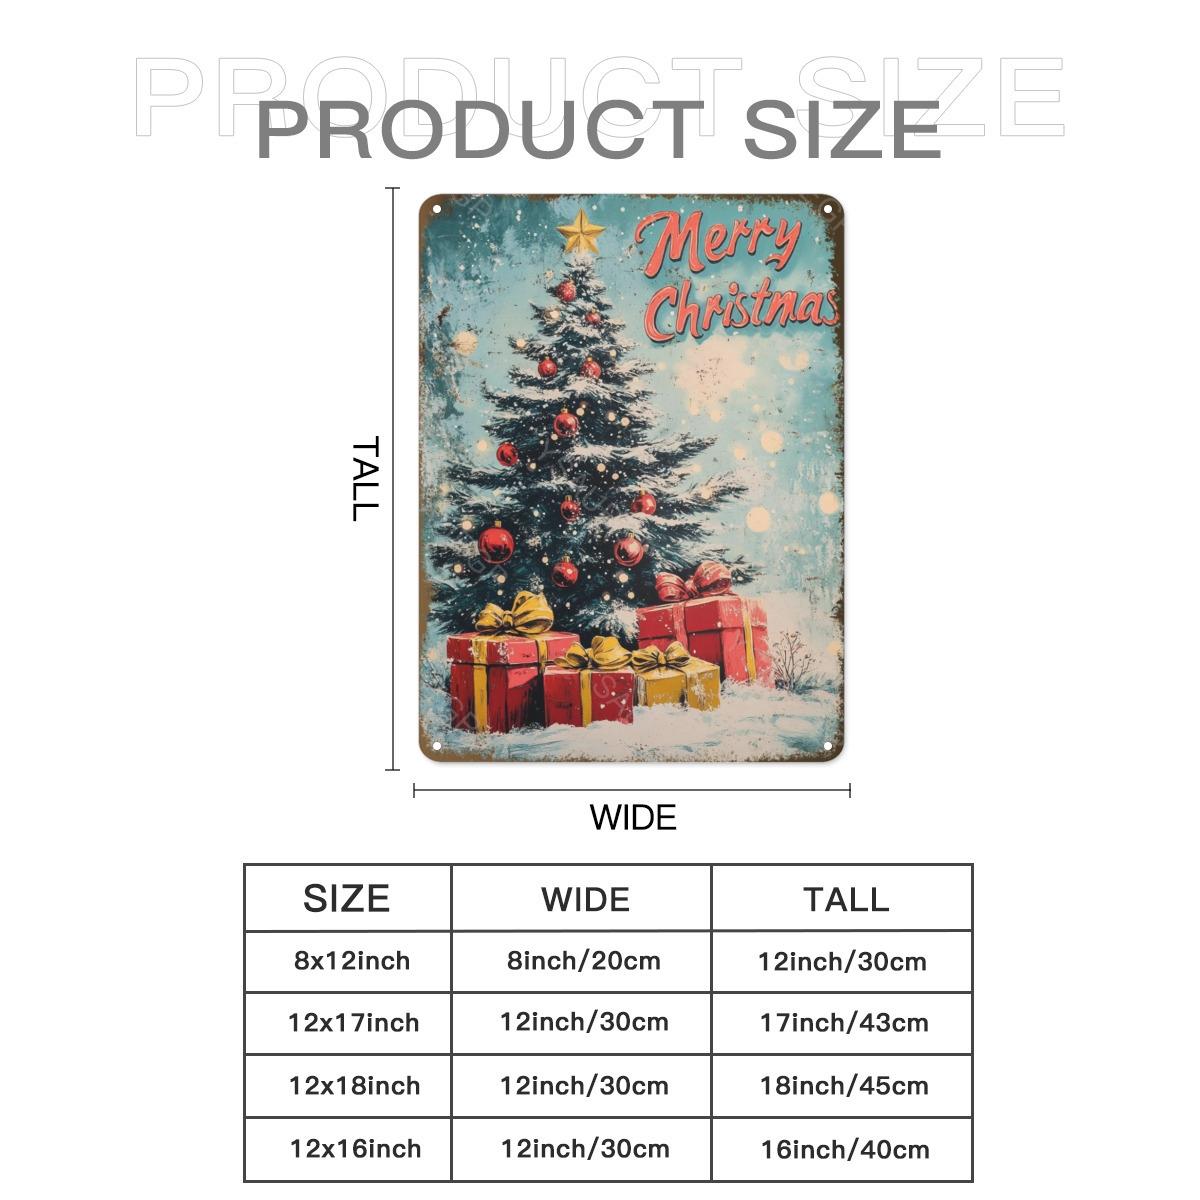 PRODUCT SIZE
PRODUCT SIZE
Merry
Christmas
TALL
WIDE
SIZE WIDE TALL
8x12inch 8inch/20cm 12inch/30cm
12x17inch 12inch/30cm 17inch/43cm
12x18inch 12inch/30cm 18inch/45cm
12x16inch 12inch/30cm 16inch/40cm